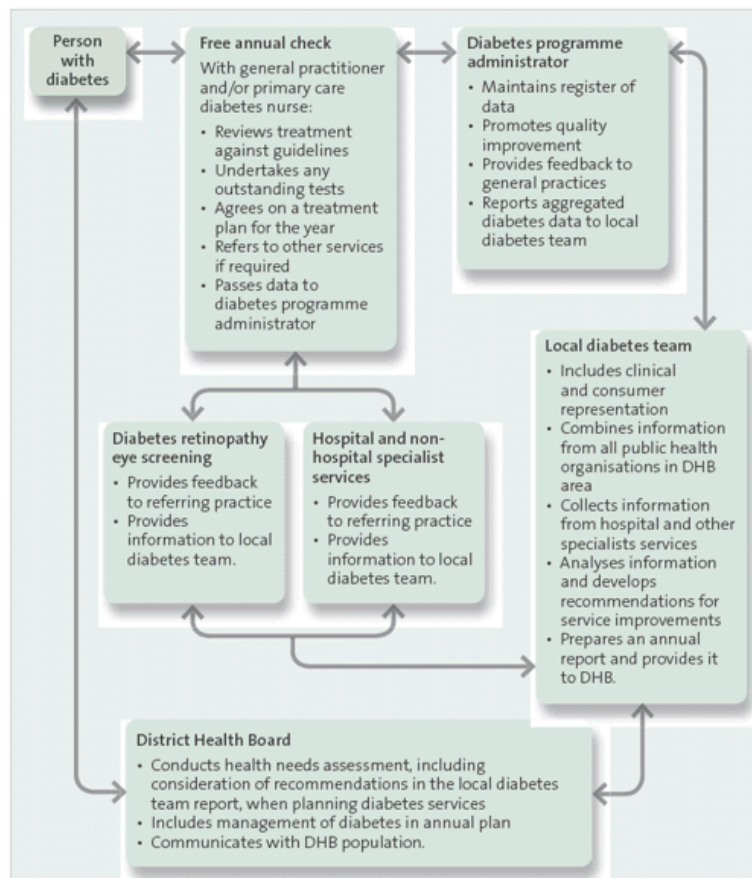 Person
with
diabetes
Free annual check
With general practitioner
and/or primary care
diabetes nurse:
• Reviews treatment
against guidelines
• Undertakes any
outstanding tests
• Agrees on a treatment
plan for the year
• Refers to other services
if required
• Passes data to
diabetes programme
administrator
Diabetes programme
administrator
• Maintains register of
data
• Promotes quality
improvement
• Provides feedback to
general practices
• Reports aggregated
diabetes data to local
diabetes team
Local diabetes team
• Includes clinical
and consumer
representation
• Combines information
from all public health
organisations in DHB
area
• Collects information
from hospital and other
specialists services
• Analyses information
and develops
recommendations for
service improvements
• Prepares an annual
report and provides it
to DHB.
Diabetes retinopathy
eye screening
• Provides feedback
to referring practice
• Provides
information to local
diabetes team.
Hospital and non-
hospital specialist
services
• Provides feedback
to referring practice
• Provides
information to local
diabetes team.
District Health Board
• Conducts health needs assessment, including
consideration of recommendations in the local diabetes
team report, when planning diabetes services
• Includes management of diabetes in annual plan
• Communicates with DHB population.